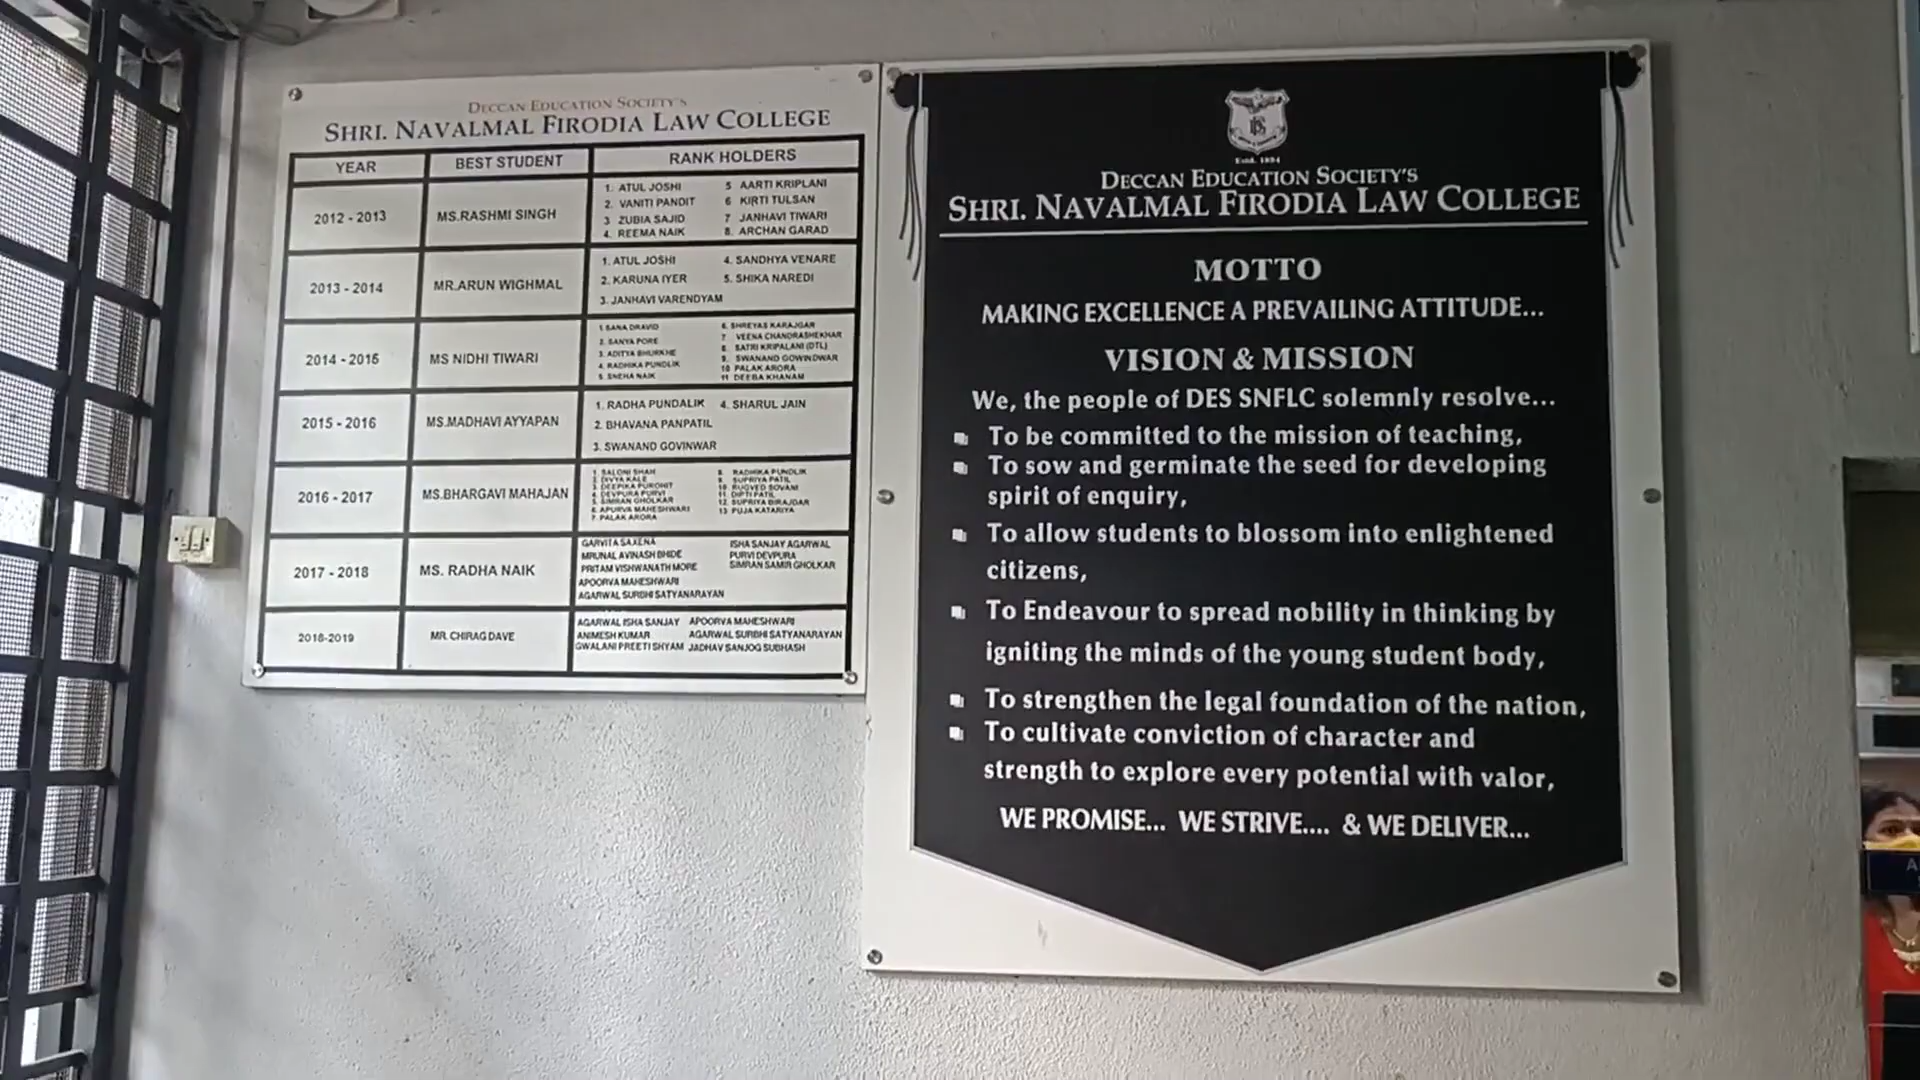 DECCAN EDUCATION SOCIETY'S
SHRI. NAVALMAL FIRODIA LAW COLLEGE
YEAR BEST STUDENT RANK HOLDERS
2012 - 2013 MS.RASHMI SINGH
1. ATUL JOSHI 5 AARTI KRIPLANI
2. VANITI PANDIT 6 KIRTI TULSAN
3 ZUBIA SAJID 7 JANHAVI TIWARI
4. REEMA NAIK 8. ARCHAN GARAD
2013 - 2014 MR.ARUN WIGHMAL
1. ATUL JOSHI 4. SANDHYA VENARE
2. KARUNA IYER 5. SHIKA NAREDI
3. JANHAVI VARENDYAM
2014 - 2015 MS NIDHI TIWARI
1 SANA DRAVID 6. SHREYAS KARAJGAR
2. SANYA PORE 7 VEENA CHANDRASHEKHAR
3. ADITYA 8 SATRI KRIPALANI (DTL)
4. RADHIKA PUNDLIK 9. SWANAND GOWINDWAR
5 SNEHA NAIK 10 PALAK ARORA
11 DEEBA KHANAM
2015 - 2016 MS.MADHAVI AYYAPAN
1. RADHA PUNDALIK 4. SHARUL JAIN
2. BHAVANA PANPATIL
3. SWANAND GOVINWAR
2016 - 2017 MS.BHARGAVI MAHAJAN
1 SALONI SHAH 8 RADHIKA PUNDLIK
2 DIVYA KALE 9 SUPRIYA PATIL
3 DEEPIKA PUROHIT 10 RUGVED
4 DEVPURA PURVI 11 DIPTI PATIL
5 SIMRAN GHOLKAR 12 SUPRIYA BIRAJDAR
6. APURVA MAHESHWARI 13 PUJA KATARIYA
7. PALAK ARORA
2017 - 2018 MS. RADHA NAIK
GARVITA SAXENA ISHA SANJAY AGARWAL
MRUNAL AVINASH BHIDE PURVI DEVPURA
PRITAM VISHWANATH MORE SIMRAN SAMIR GHOLKAR
APOORVA MAHESHWARI
AGARWAL SURBHI SATYANARAYAN
2018-2019 MR. CHIRAG DAVE
AGARWAL ISHA SANJAY APOORVA MAHESHWARI
ANIMESH KUMAR AGARWAL SURBHI SATYANARAYAN
GWALANI PREETI SHYAM JADHAV SANJOG SUBHASH
Estd. 1884
DECCAN EDUCATION SOCIETY'S
SHRI. NAVALMAL FIRODIA LAW COLLEGE
MOTTO
MAKING EXCELLENCE A PREVAILING ATTITUDE...
VISION & MISSION
We, the people of DES SNFLC solemnly resolve...
To be committed to the mission of teaching,
To sow and germinate the seed for developing
spirit of enquiry,
To allow students to blossom into enlightened
citizens,
To Endeavour to spread nobility in thinking by
igniting the minds of the young student body,
To strengthen the legal foundation of the nation,
To cultivate conviction of character and
strength to explore every potential with valor,
WE PROMISE... WE STRIVE.... & WE DELIVER...